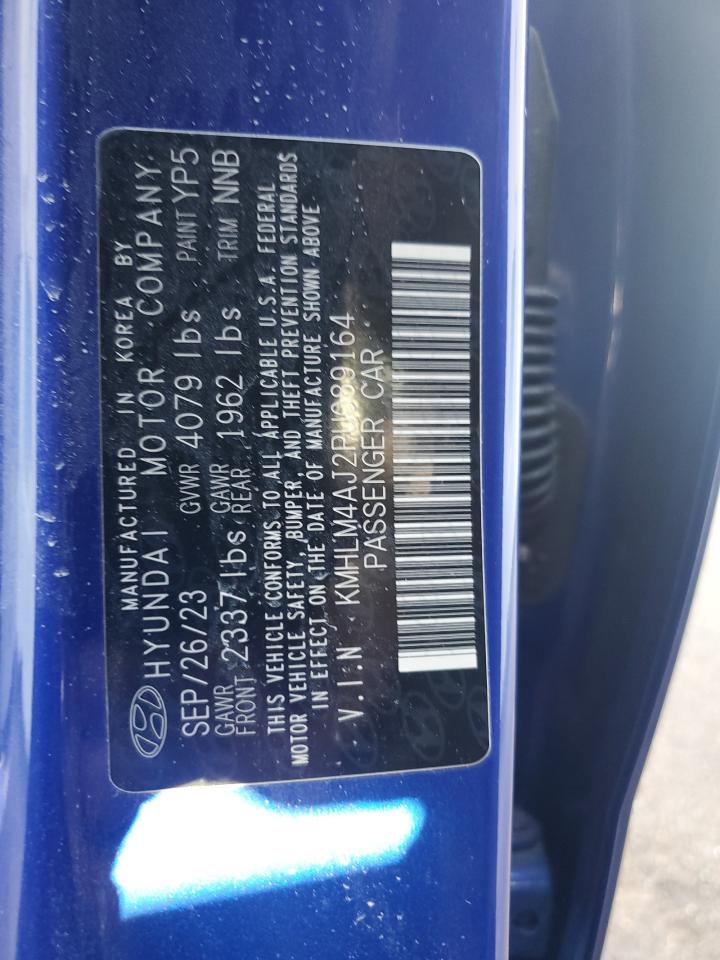 MANUFACTURED IN KOREA BY
HYUNDAI MOTOR COMPANY.
SEP/26/23 GVWR 4079 lbs PAINT YP5
GAWR FRONT 2337 lbs GAWR REAR 1962 lbs TRIM NNB
THIS VEHICLE CONFORMS TO ALL APPLICABLE U.S.A. FEDERAL
MOTOR VEHICLE SAFETY, BUMPER, AND THEFT PREVENTION STANDARDS
IN EFFECT ON THE DATE OF MANUFACTURE SHOWN ABOVE
V.I.N KMHLM4AJ2PU089164
PASSENGER CAR